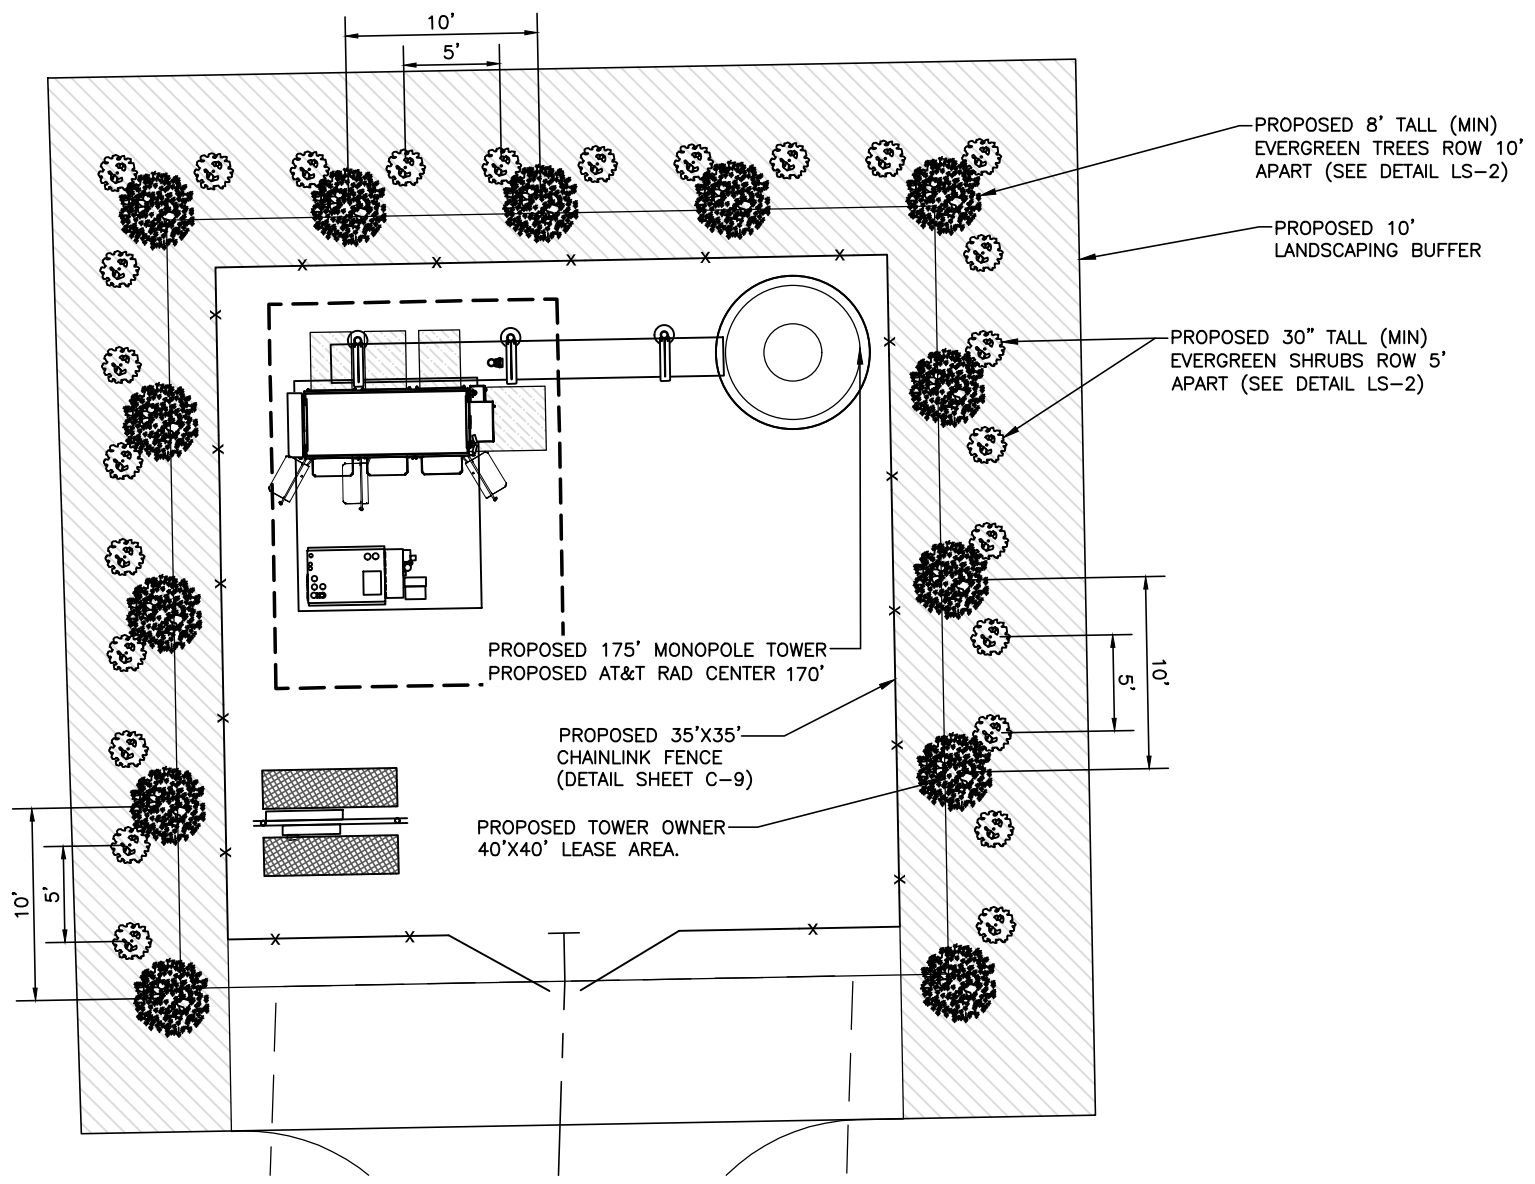 10'
5'
PROPOSED 8' TALL (MIN)
EVERGREEN TREES ROW 10'
APART (SEE DETAIL LS-2)
PROPOSED 10'
LANDSCAPING BUFFER
PROPOSED 30" TALL (MIN)
EVERGREEN SHRUBS ROW 5'
APART (SEE DETAIL LS-2)
PROPOSED 175' MONOPOLE TOWER
PROPOSED AT&T RAD CENTER 170'
10'
5'
PROPOSED 35'X35'
CHAINLINK FENCE
(DETAIL SHEET C-9)
PROPOSED TOWER OWNER
40'X40' LEASE AREA.
10'
5'